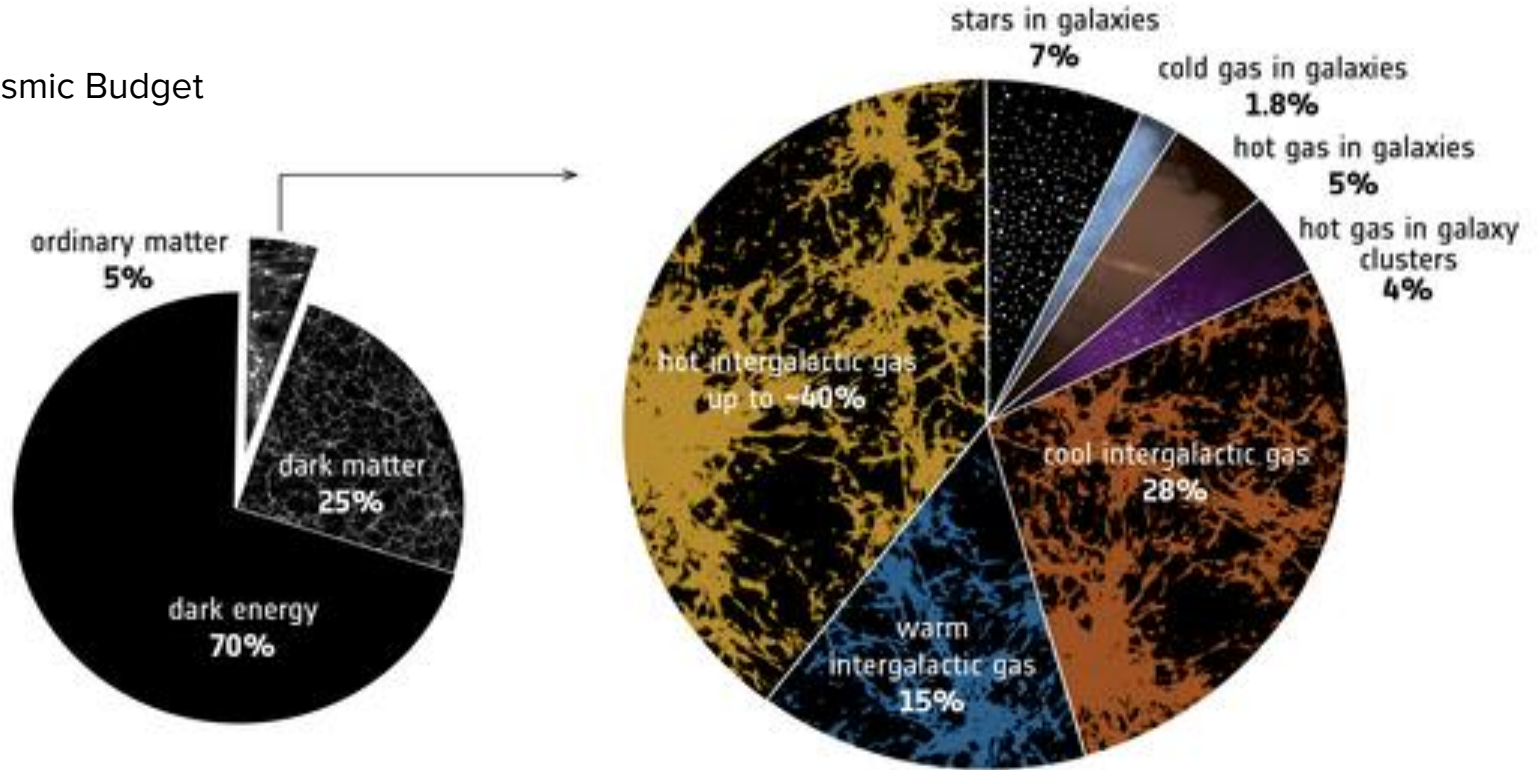 smic Budget
ordinary matter
5%
dark matter
25%
dark energy
70%
stars in galaxies
7%
cold gas in galaxies
1.8%
hot gas in galaxies
5%
hot gas in galaxy
clusters
4%
hot intergalactic gas
up to ~40%
cool intergalactic gas
28%
warm
intergalactic gas
15%